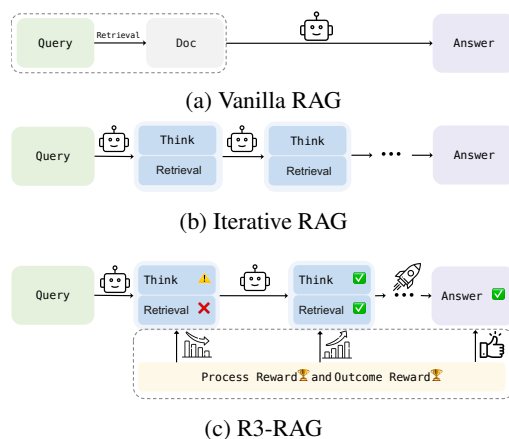 Query Retrieval Doc Answer
(a) Vanilla RAG
Query Think Think Answer
Retrieval Retrieval
(b) Iterative RAG
Think Think
Query Answer
Retrieval Retrieval
Process Reward and Outcome Reward
(c) R3-RAG